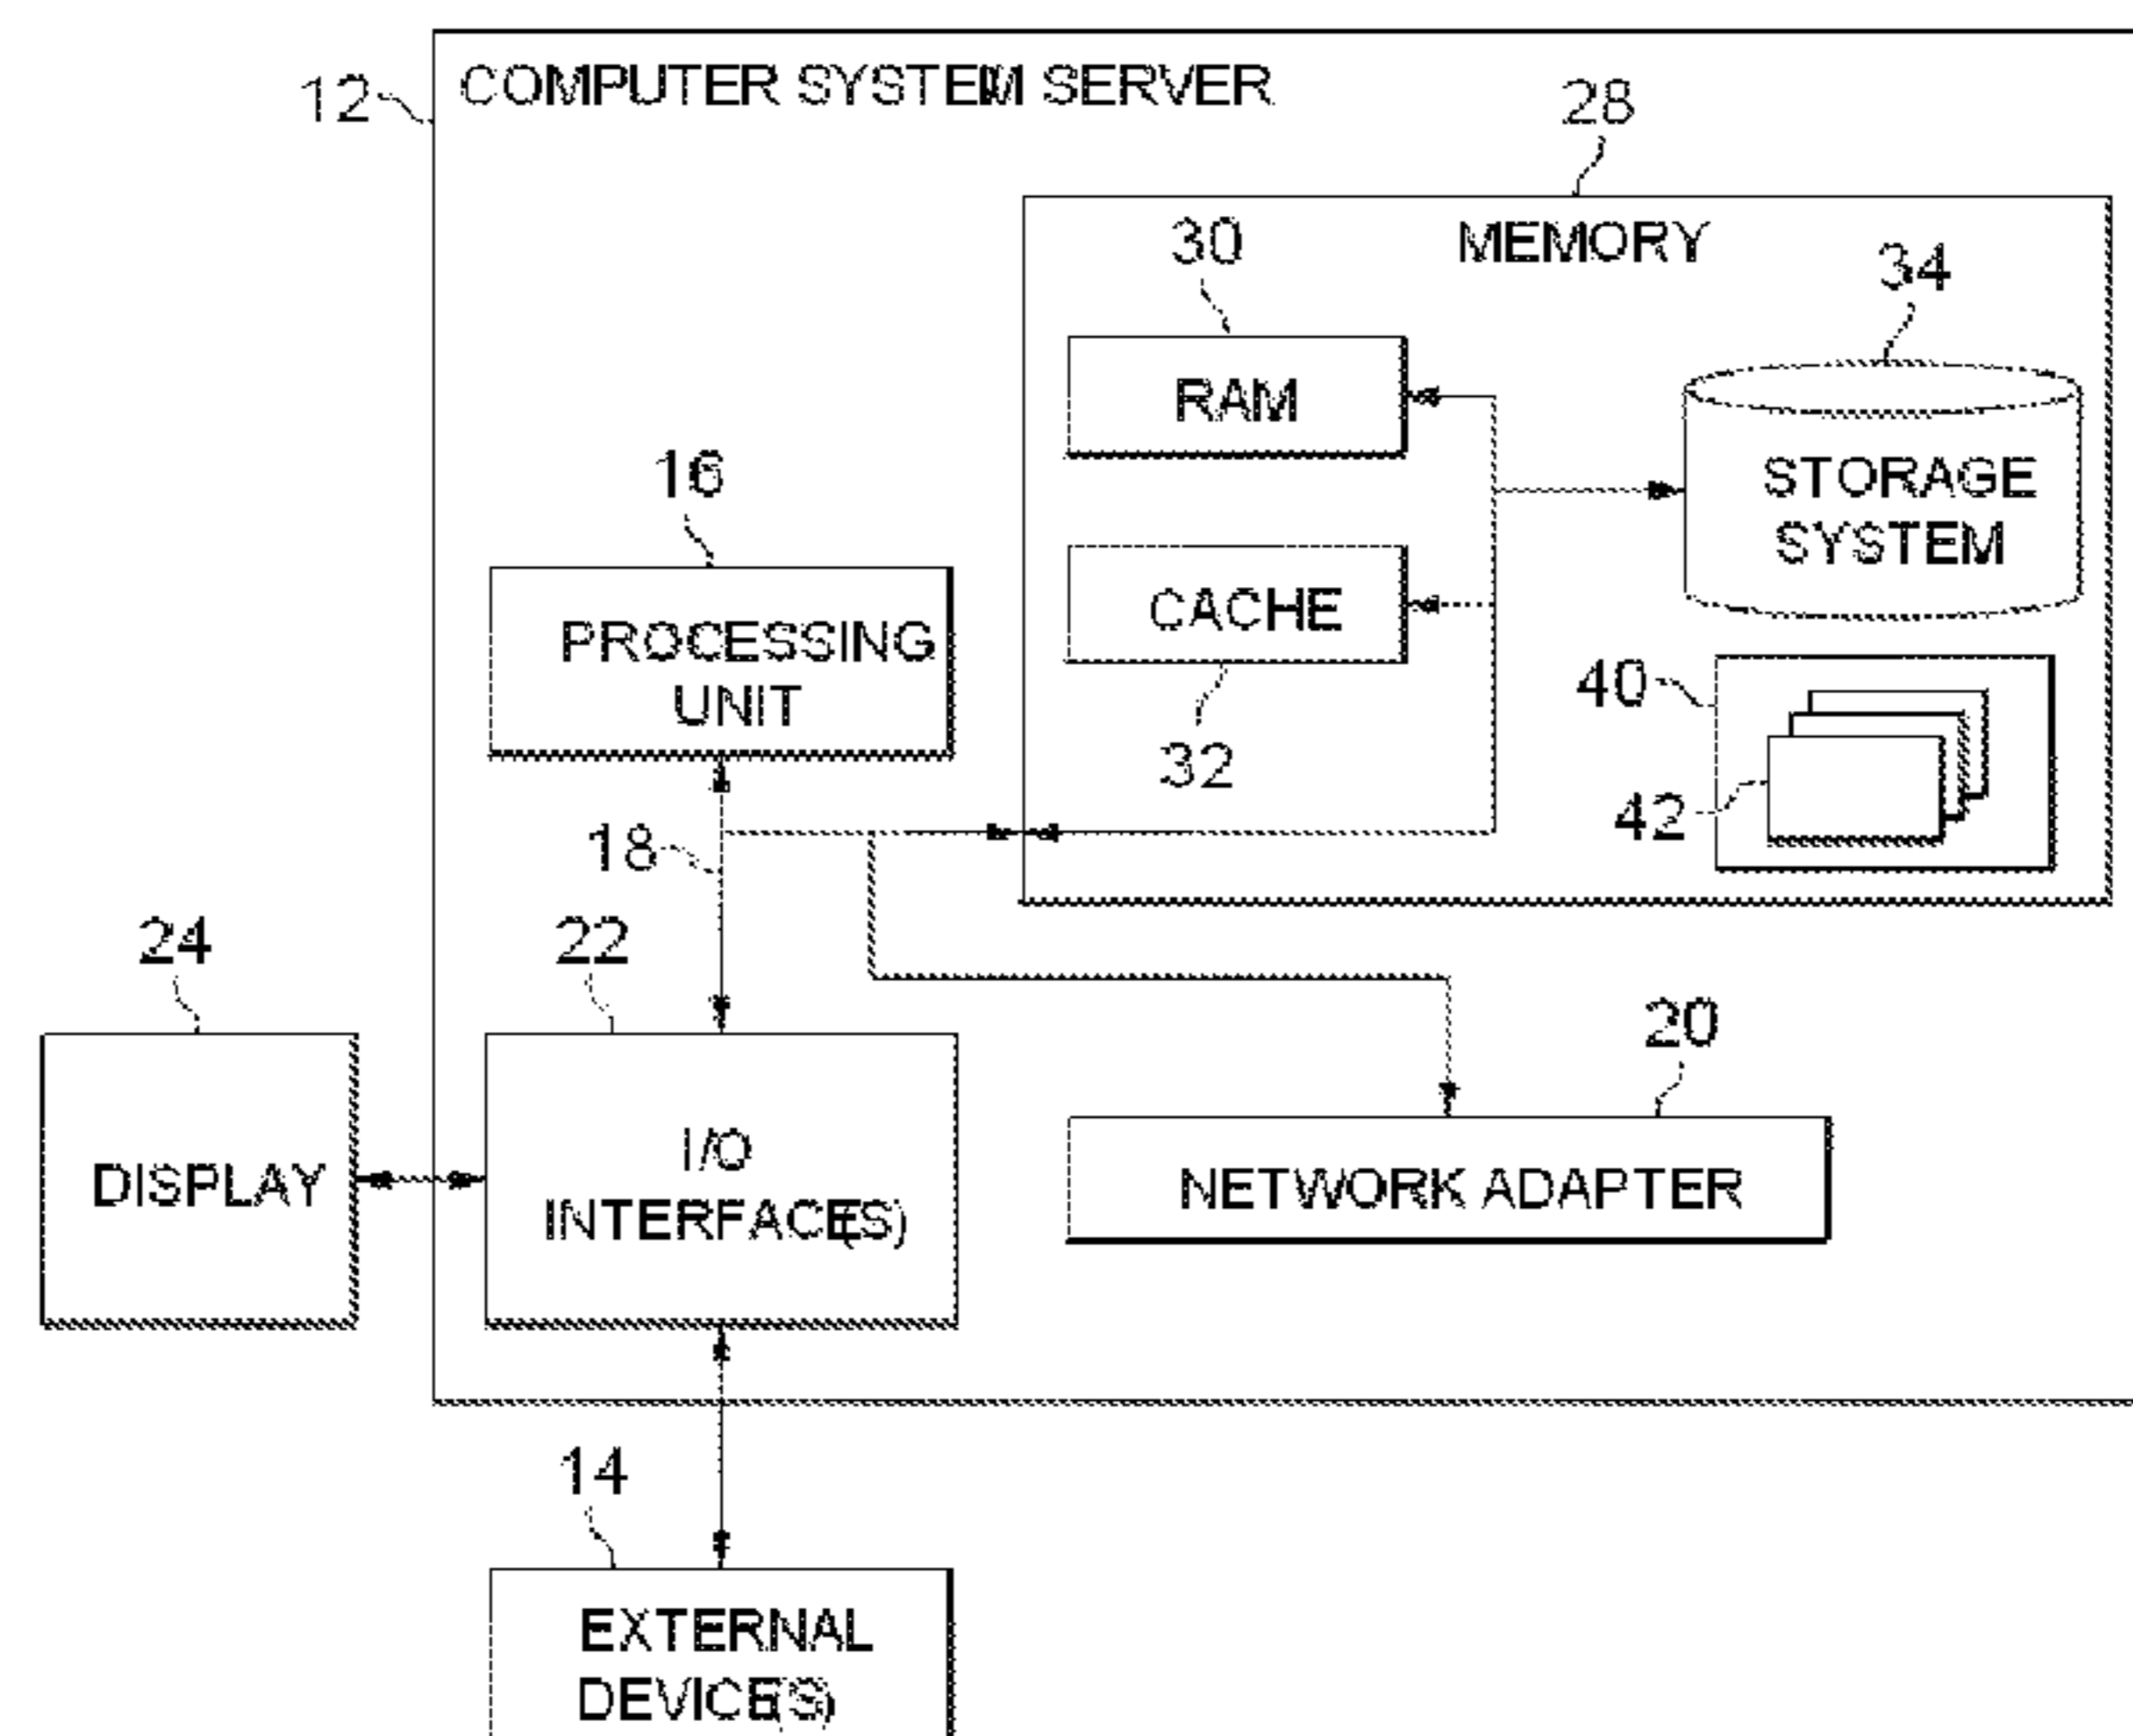 12
COMPUTER SYSTEM SERVER
28
MEMORY
30
34
RAM
STORAGE
SYSTEM
16
PROCESSING
UNIT
CACHE
32
40
42
18
24
22
20
DISPLAY
I/O
INTERFACE(S)
NETWORK ADAPTER
14
EXTERNAL
DEVICE(S)